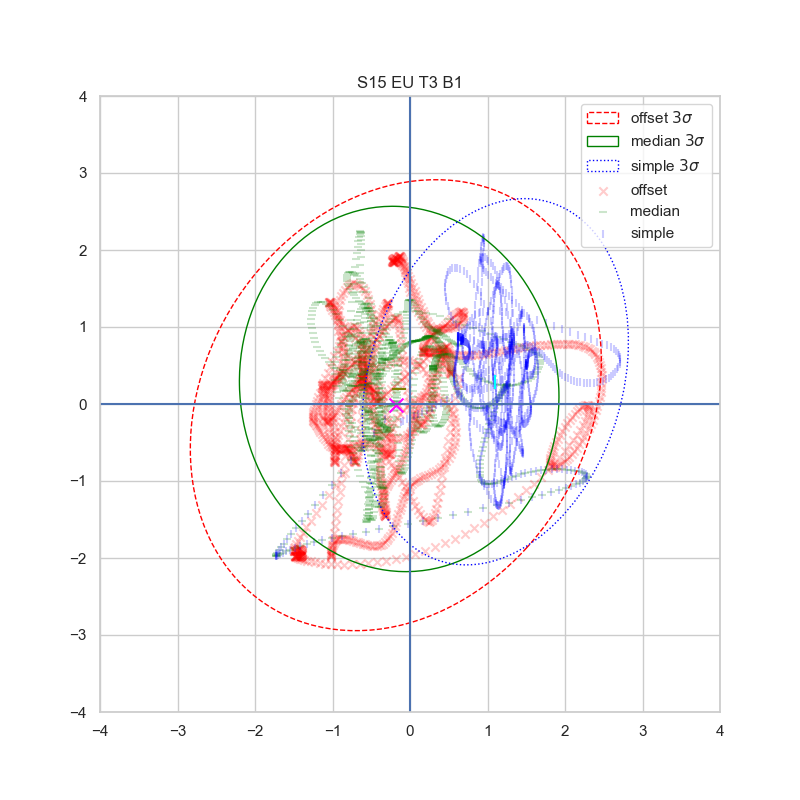 S15 EU T3 B1
offset 3σ
median 3σ
simple 3σ
offset
median
simple
4
3
2
1
0
−1
−2
−3
−4
−4 −3 −2 −1 0 1 2 3 4